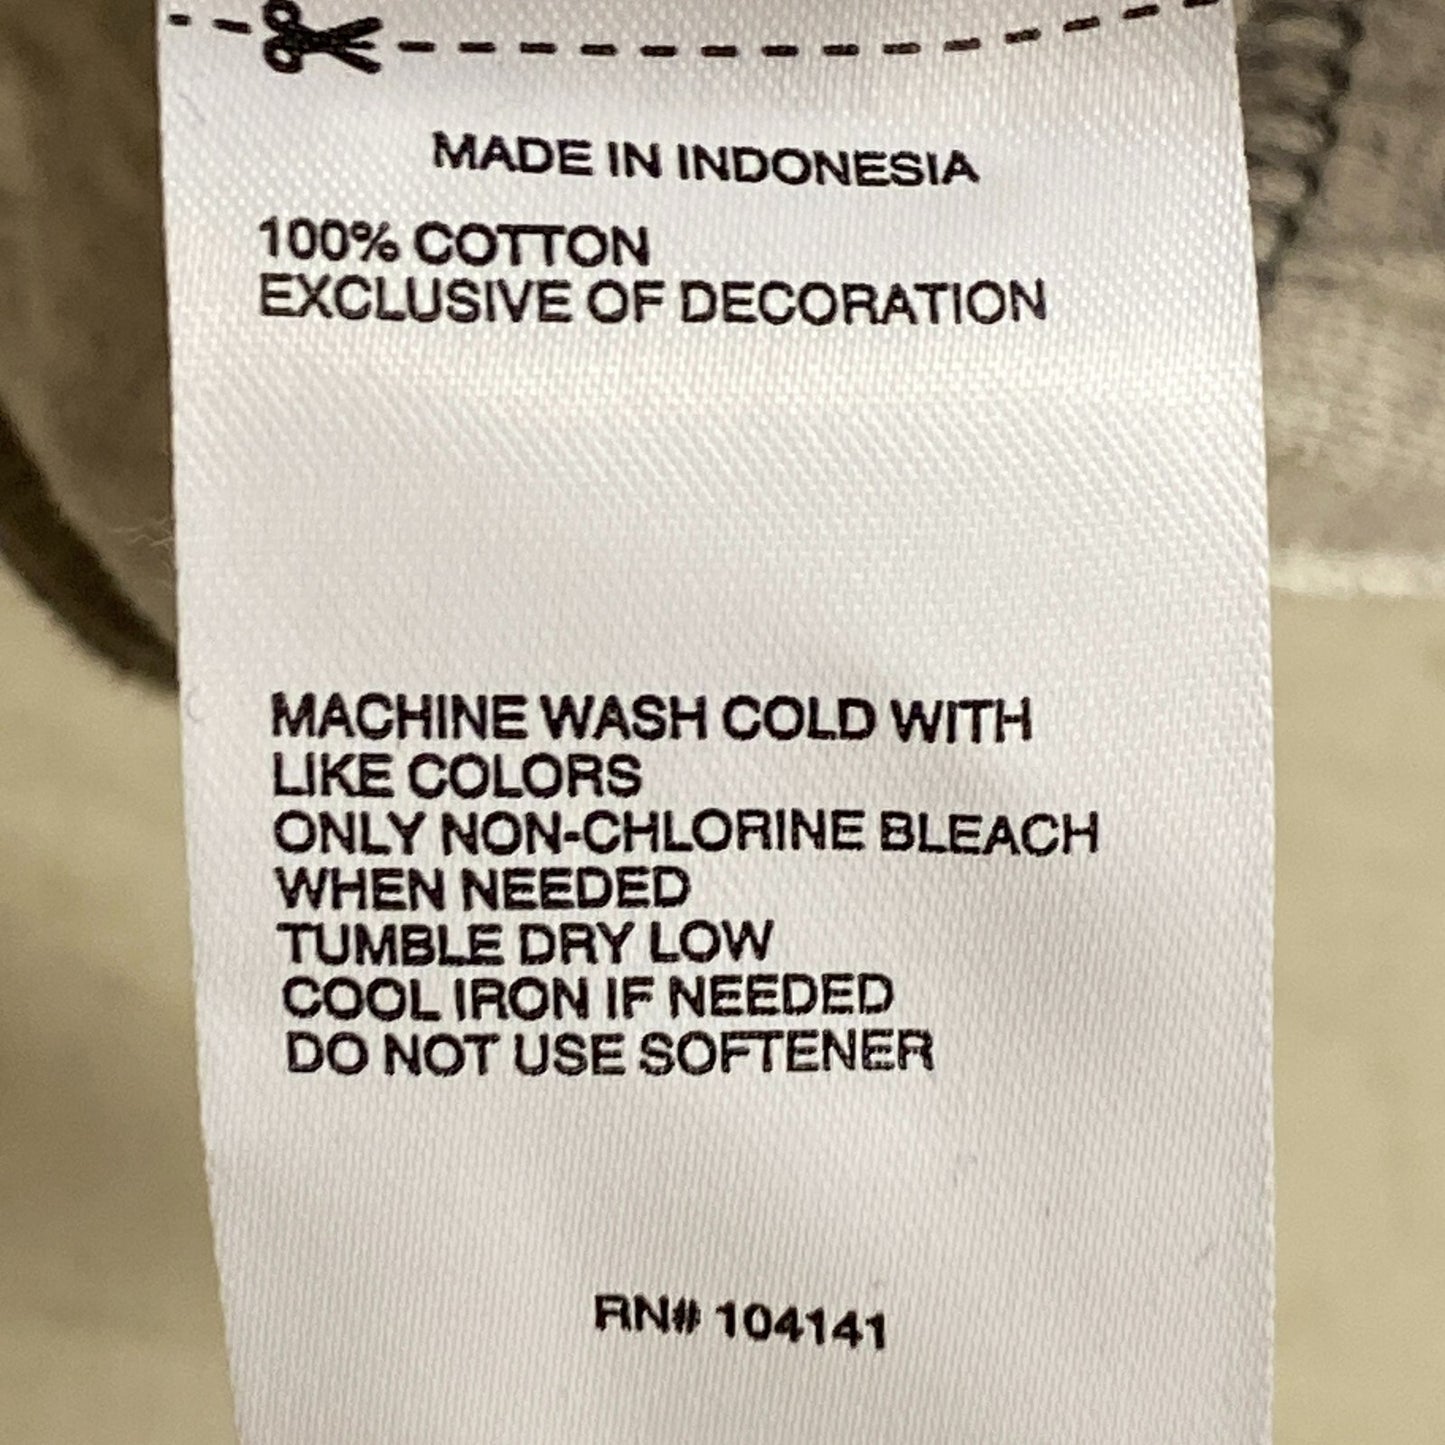 MADE IN INDONESIA
100% COTTON
EXCLUSIVE OF DECORATION
MACHINE WASH COLD WITH
LIKE COLORS
ONLY NON-CHLORINE BLEACH
WHEN NEEDED
TUMBLE DRY LOW
COOL IRON IF NEEDED
DO NOT USE SOFTENER
RN# 104141